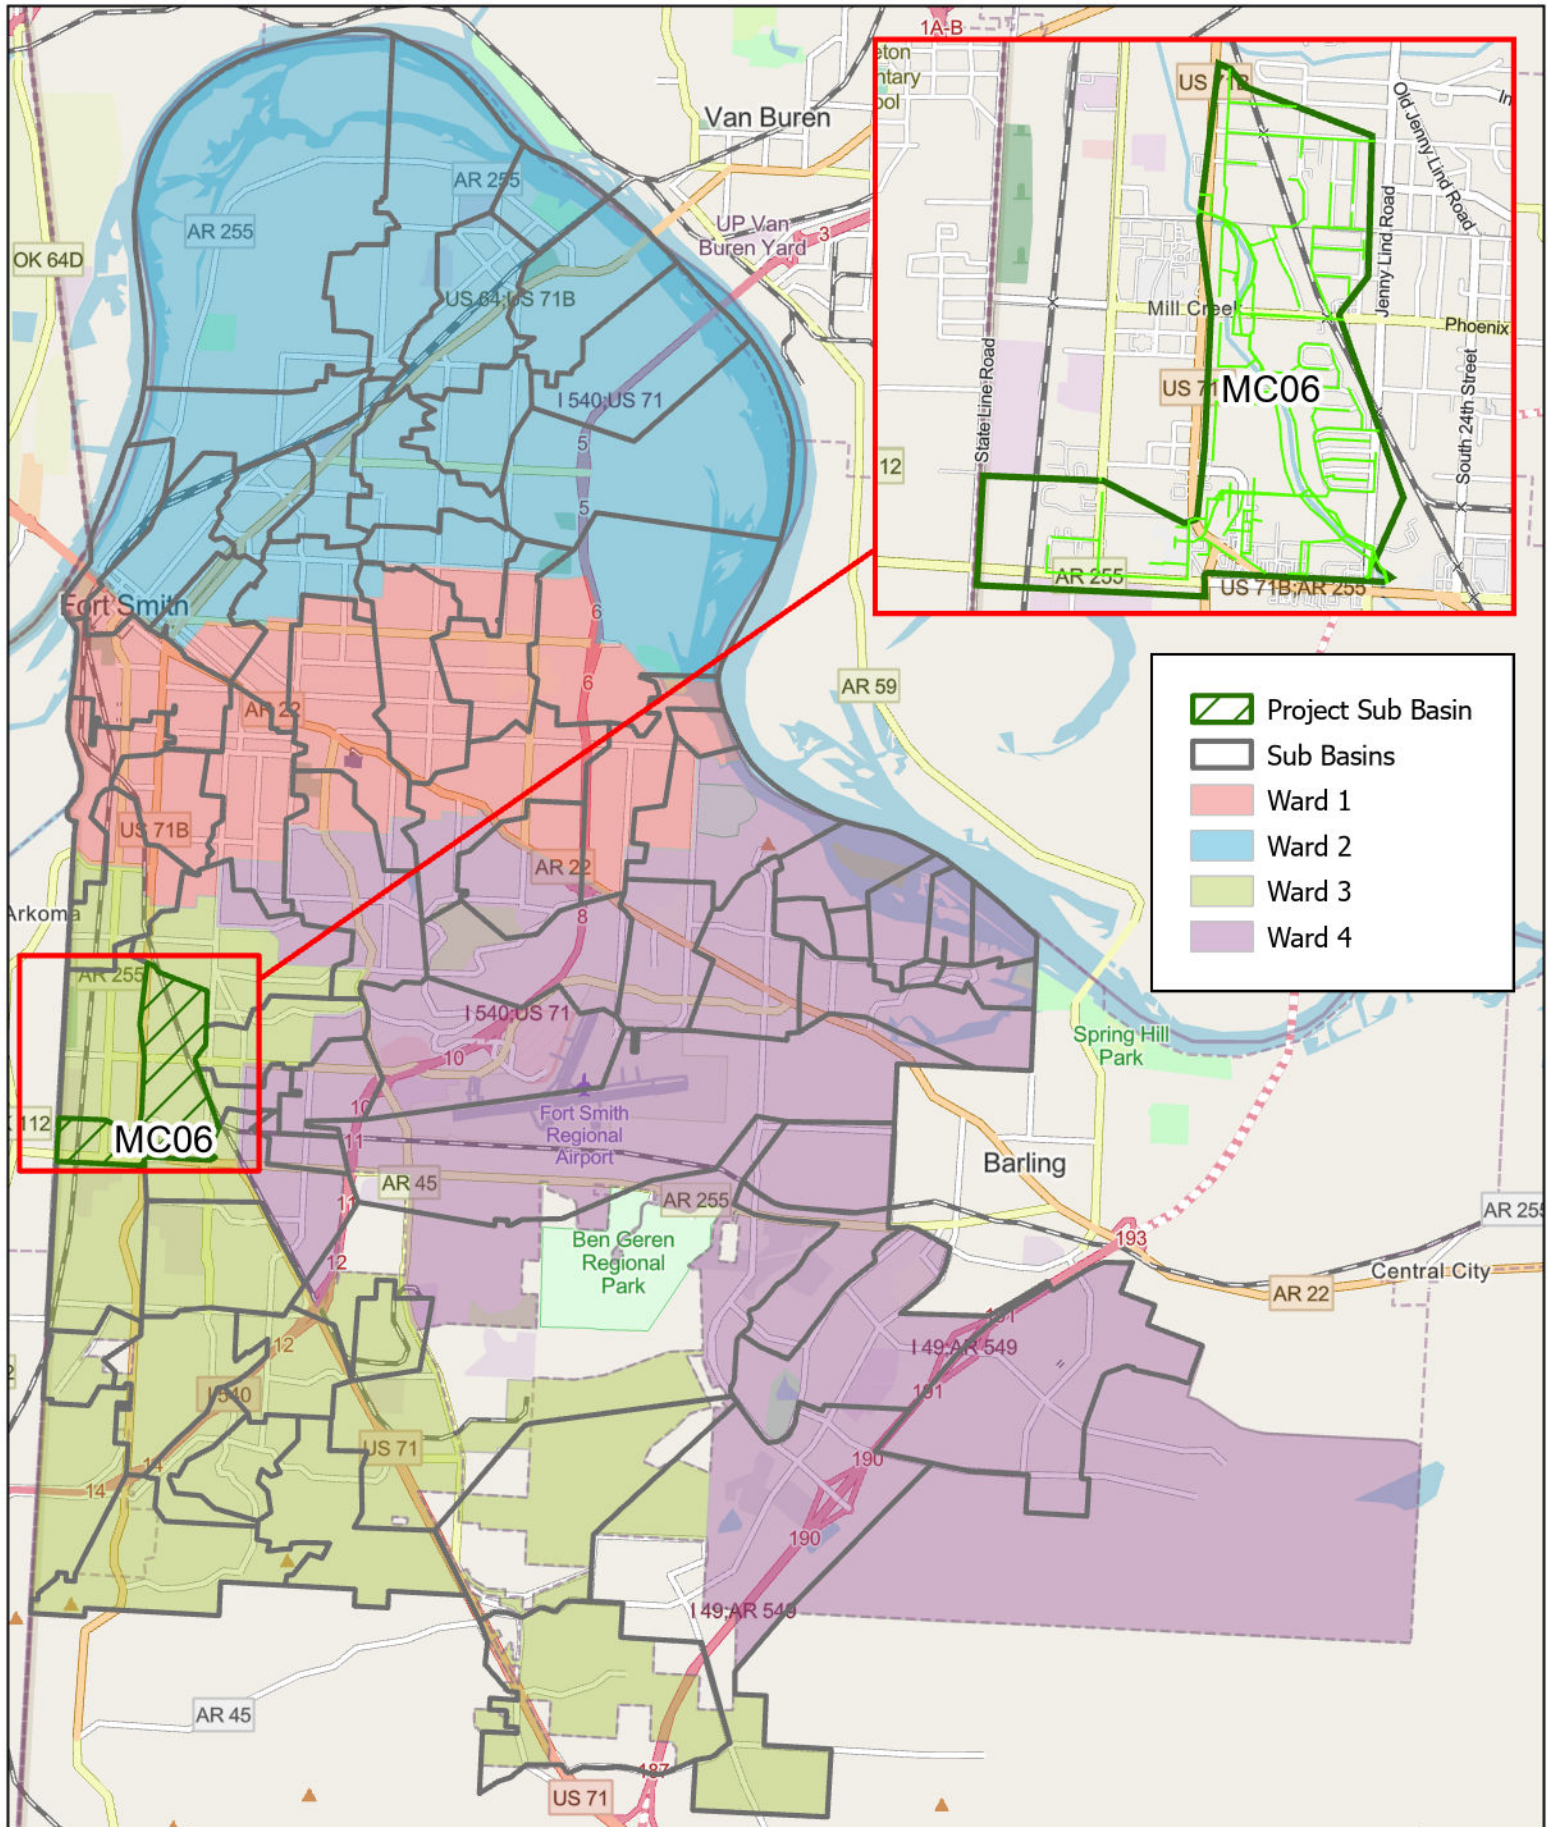 1A-B
Van Buren
AR 255
AR 255
OK 64D
UP Van
Buren Yard
3
US 64;US 71B
I 540;US 71
5
5
12
Fort Smith
6
6
AR 22
AR 59
US 71B
AR 22
8
Arkoma
AR 255
I 540;US 71
10
10
Fort Smith
Regional
Airport
Spring Hill
Park
112
MC06
11
11
AR 45
AR 255
Barling
Ben Geren
Regional
Park
12
12
193
AR 255
Central City
AR 22
191
I 49;AR 549
191
I 540
US 71
14
14
190
190
I 49;AR 549
AR 45
187
US 71
eton
ntary
ool
US 71B
Old Jenny Lind Road
In
Jenny Lind Road
Mill Creek
Phoenix
State Line Road
US 71
MC06
South 24th Street
AR 255
US 71B;AR 255
Project Sub Basin
Sub Basins
Ward 1
Ward 2
Ward 3
Ward 4